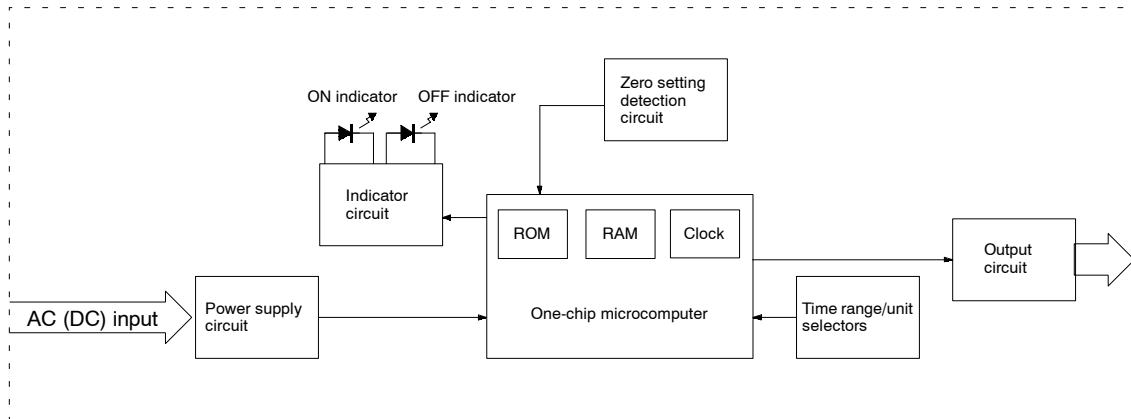 Zero setting
detection
circuit
ON indicator
OFF indicator
Indicator
circuit
ROM
RAM
Clock
One-chip microcomputer
Output
circuit
AC (DC) input
Power supply
circuit
Time range/unit
selectors